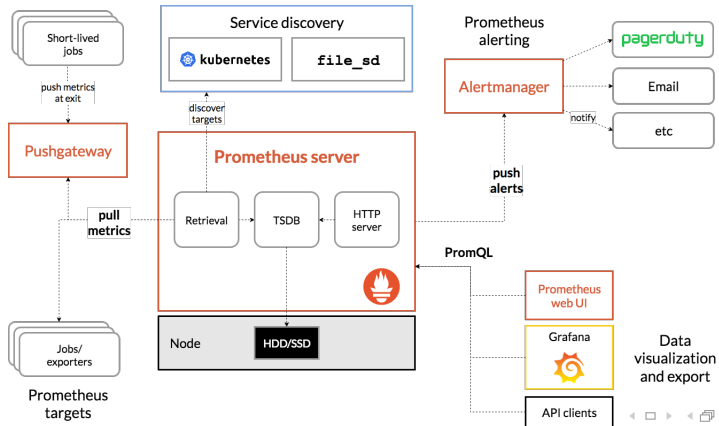 Short-lived
jobs
push metrics
at exit
Pushgateway
Service discovery
kubernetes
file_sd
discover
targets
Prometheus
alerting
Alertmanager
pagerduty
Email
etc
notify
push
alerts
Prometheus server
Retrieval
TSDB
HTTP
server
pull
metrics
Node
HDD/SSD
Jobs/
exporters
Prometheus
targets
PromQL
Prometheus
web UI
Grafana
API clients
Data
visualization
and export